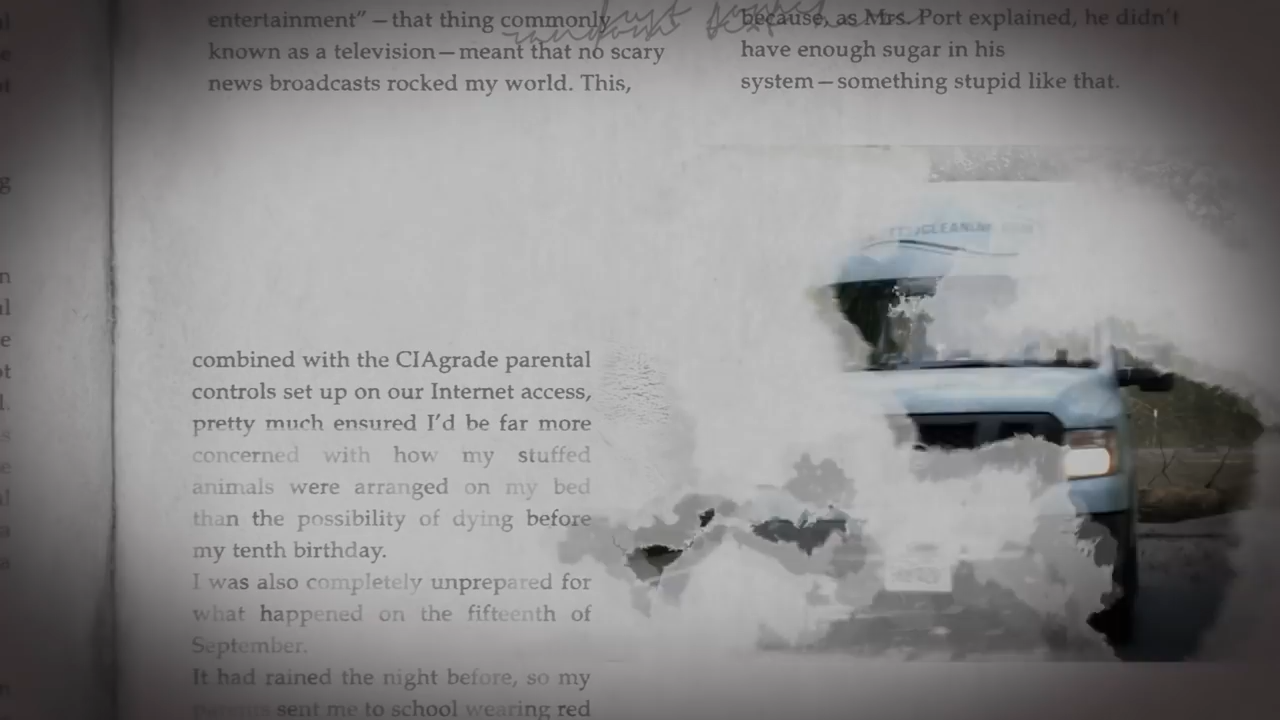 entertainment” – that thing commonly
known as a television – meant that no scary
news broadcasts rocked my world. This,
because, as Mrs. Port explained, he didn’t
have enough sugar in his
system – something stupid like that.
combined with the CIAgrade parental
controls set up on our Internet access,
pretty much ensured I’d be far more
concerned with how my stuffed
animals were arranged on my bed
than the possibility of dying before
my tenth birthday.
I was also completely unprepared for
what happened on the fifteenth of
September.
It had rained the night before, so my
parents sent me to school wearing red